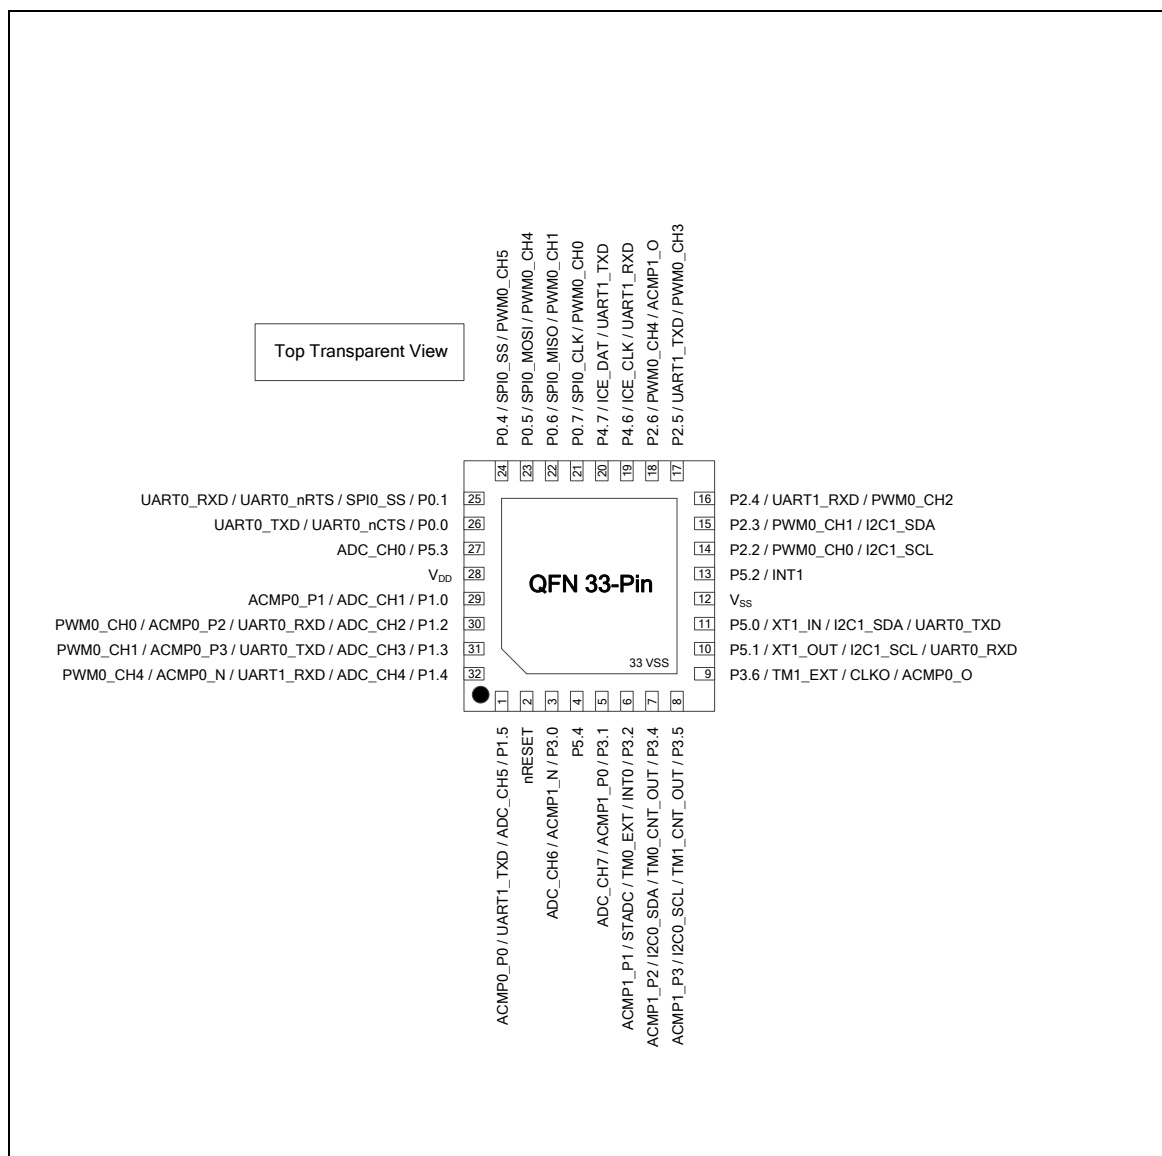 P0.4 / SPI0_SS / PWM0_CH5
P0.5 / SPI0_MOSI / PWM0_CH4
P0.6 / SPI0_MISO / PWM0_CH1
P0.7 / SPI0_CLK / PWM0_CH0
P4.7 / ICE_DAT / UART1_TXD
P4.6 / ICE_CLK / UART1_RXD
P2.6 / PWM0_CH4 / ACMP1_O
P2.5 / UART1_TXD / PWM0_CH3
Top Transparent View
24 23 22 21 20 19 18 17
UART0_RXD / UART0_nRTS / SPI0_SS / P0.1 25
UART0_TXD / UART0_nCTS / P0.0 26
ADC_CH0 / P5.3 27
VDD 28
ACMP0_P1 / ADC_CH1 / P1.0 29
PWM0_CH0 / ACMP0_P2 / UART0_RXD / ADC_CH2 / P1.2 30
PWM0_CH1 / ACMP0_P3 / UART0_TXD / ADC_CH3 / P1.3 31
PWM0_CH4 / ACMP0_N / UART1_RXD / ADC_CH4 / P1.4 32
QFN 33-Pin
33 VSS
16 P2.4 / UART1_RXD / PWM0_CH2
15 P2.3 / PWM0_CH1 / I2C1_SDA
14 P2.2 / PWM0_CH0 / I2C1_SCL
13 P5.2 / INT1
12 VSS
11 P5.0 / XT1_IN / I2C1_SDA / UART0_TXD
10 P5.1 / XT1_OUT / I2C1_SCL / UART0_RXD
9 P3.6 / TM1_EXT / CLKO / ACMP0_O
1 2 3 4 5 6 7 8
ACMP0_P0 / UART1_TXD / ADC_CH5 / P1.5
nRESET
ADC_CH6 / ACMP1_N / P3.0
P5.4
ADC_CH7 / ACMP1_P0 / P3.1
ACMP1_P1 / STADC / TM0_EXT / INT0 / P3.2
ACMP1_P2 / I2C0_SDA / TM0_CNT_OUT / P3.4
ACMP1_P3 / I2C0_SCL / TM1_CNT_OUT / P3.5